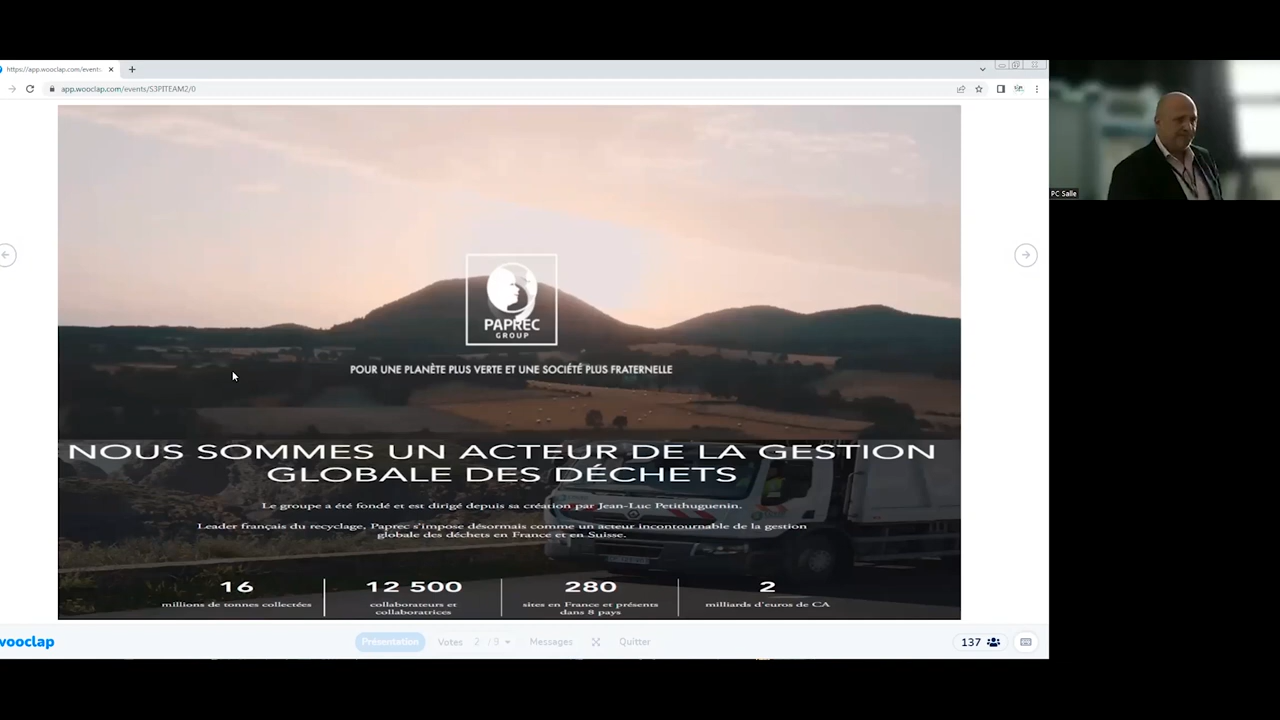 https://app.wooclap.com/events
app.wooclap.com/events/S3PITEAM2/0
PC Salle
PAPREC
GROUP
POUR UNE PLANÈTE PLUS VERTE ET UNE SOCIÉTÉ PLUS FRATERNELLE
NOUS SOMMES UN ACTEUR DE LA GESTION
GLOBALE DES DÉCHETS
Le groupe a été fondé et est dirigé depuis sa création par Jean-Luc Petithuguenin.
Leader français du recyclage, Paprec s'impose désormais comme un acteur incontournable de la gestion
globale des déchets en France et en Suisse.
16
millions de tonnes collectées
12 500
collaborateurs et
collaboratrices
280
sites en France et présents
dans 8 pays
2
milliards d'euros de CA
wooclap
Présentation
Votes 2 / 9
Messages
Quitter
137